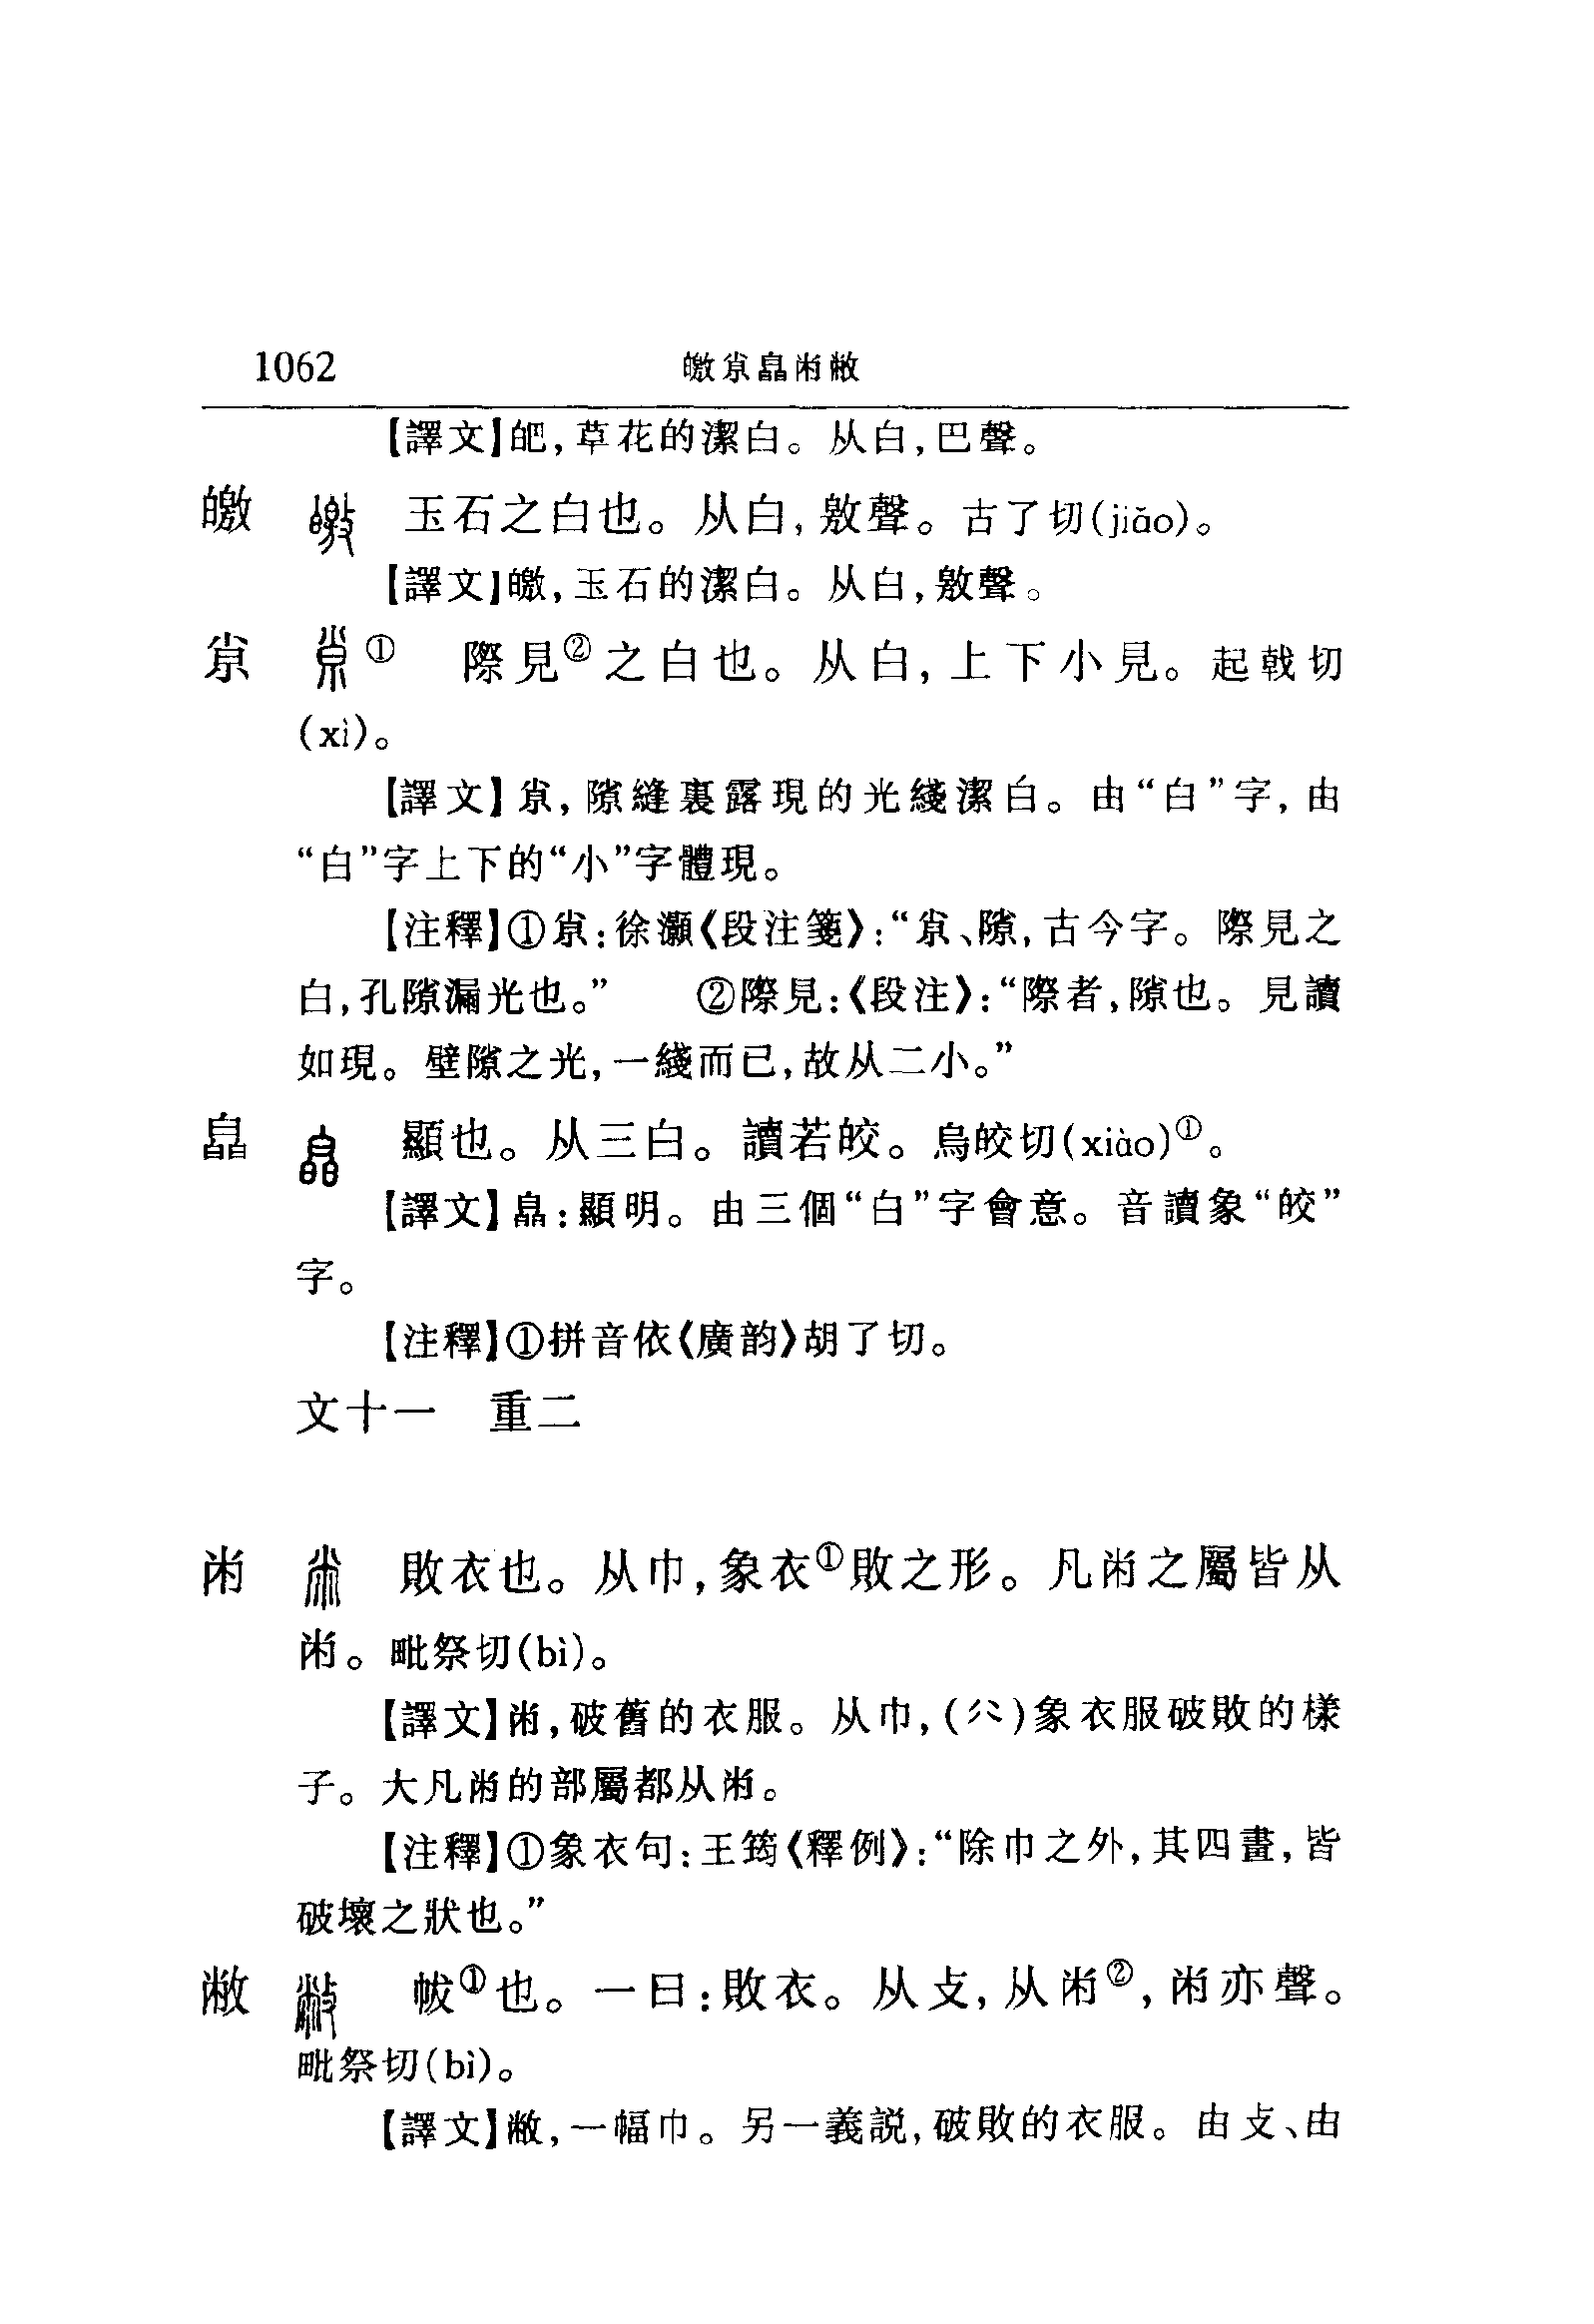 1062 皦𡭴皛㡀敝
【譯文】皅，草花的潔白。从白，巴聲。
皦 玉石之白也。从白，敫聲。古了切(jiǎo)。
【譯文】皦，玉石的潔白。从白，敫聲。
𡭴 ① 際見②之白也。从白，上下小見。起戟切
(xì)。
【譯文】𡭴，隙縫裏露現的光綫潔白。由“白”字，由
“白”字上下的“小”字體現。
【注釋】①𡭴：徐灝《段注箋》：“𡭴、隙，古今字。際見之
白，孔隙漏光也。” ②際見：《段注》：“際者，隙也。見讀
如現。壁隙之光，一綫而已，故从二小。”
皛 顯也。从三白。讀若皎。烏皎切(xiào)①。
【譯文】皛：顯明。由三個“白”字會意。音讀象“皎”
字。
【注釋】①拼音依《廣韵》胡了切。
文十一 重二
㡀 敗衣也。从巾，象衣①敗之形。凡㡀之屬皆从
㡀。毗祭切(bì)。
【譯文】㡀，破舊的衣服。从巾，( )象衣服破敗的樣
子。大凡㡀的部屬都从㡀。
【注釋】①象衣句：王筠《釋例》：“除巾之外，其四畫，皆
破壞之狀也。”
敝 帗①也。一曰：敗衣。从攴，从㡀②，㡀亦聲。
毗祭切(bì)。
【譯文】敝，一幅巾。另一義説，破敗的衣服。由攴、由